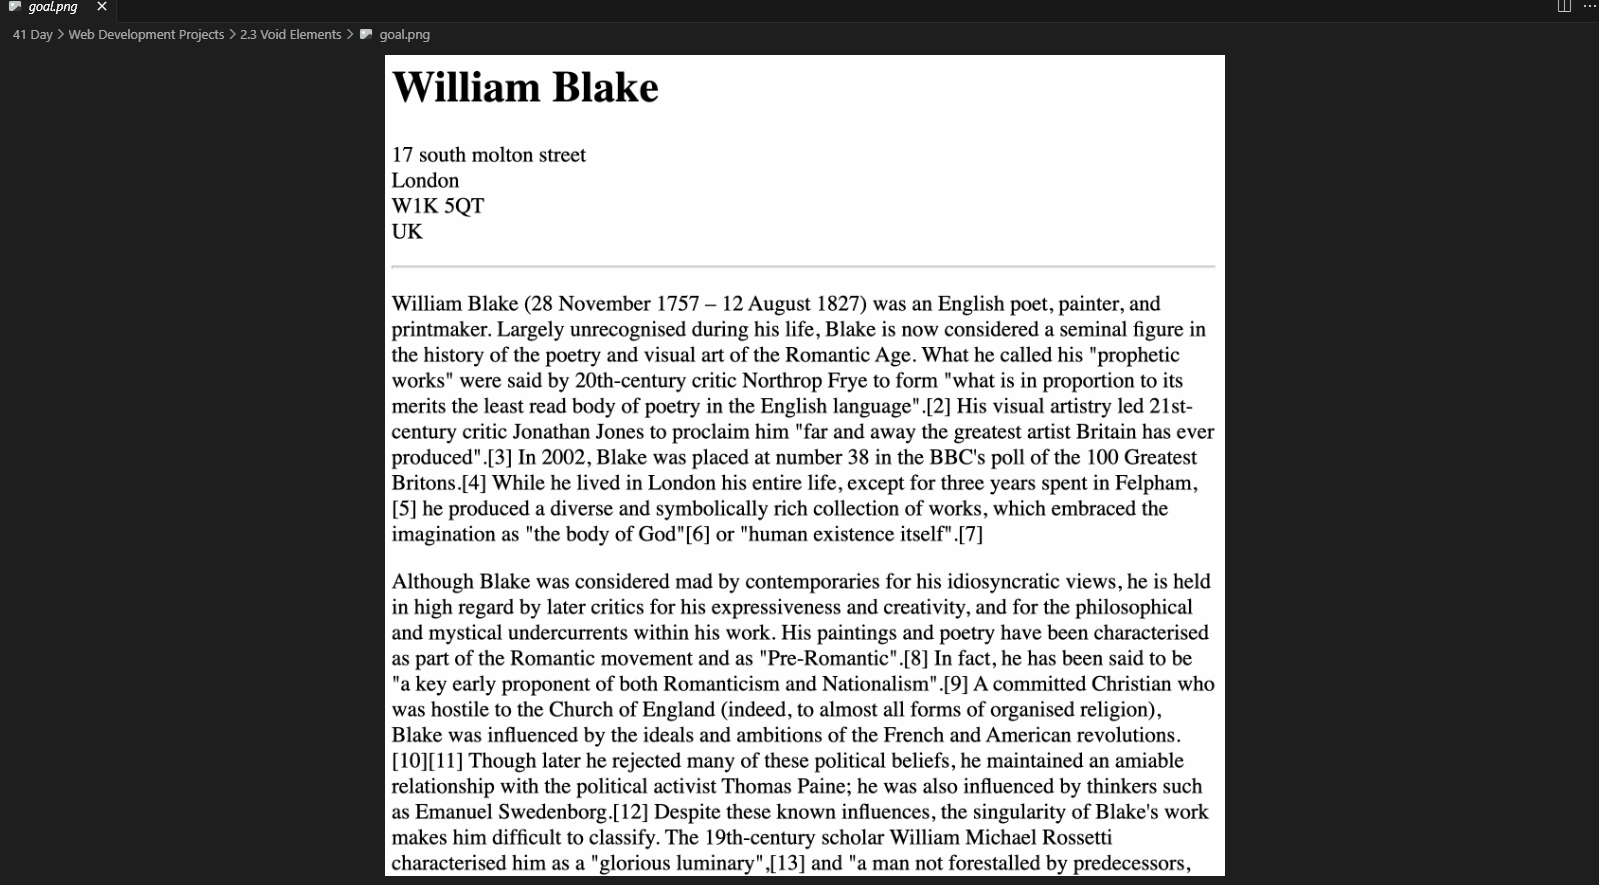 goal.png
41 Day > Web Development Projects > 2.3 Void Elements > goal.png
William Blake
17 south molton street
London
W1K 5QT
UK
William Blake (28 November 1757 – 12 August 1827) was an English poet, painter, and
printmaker. Largely unrecognised during his life, Blake is now considered a seminal figure in
the history of the poetry and visual art of the Romantic Age. What he called his "prophetic
works" were said by 20th-century critic Northrop Frye to form "what is in proportion to its
merits the least read body of poetry in the English language".[2] His visual artistry led 21st-
century critic Jonathan Jones to proclaim him "far and away the greatest artist Britain has ever
produced".[3] In 2002, Blake was placed at number 38 in the BBC's poll of the 100 Greatest
Britons.[4] While he lived in London his entire life, except for three years spent in Felpham,
[5] he produced a diverse and symbolically rich collection of works, which embraced the
imagination as "the body of God"[6] or "human existence itself".[7]
Although Blake was considered mad by contemporaries for his idiosyncratic views, he is held
in high regard by later critics for his expressiveness and creativity, and for the philosophical
and mystical undercurrents within his work. His paintings and poetry have been characterised
as part of the Romantic movement and as "Pre-Romantic".[8] In fact, he has been said to be
"a key early proponent of both Romanticism and Nationalism".[9] A committed Christian who
was hostile to the Church of England (indeed, to almost all forms of organised religion),
Blake was influenced by the ideals and ambitions of the French and American revolutions.
[10][11] Though later he rejected many of these political beliefs, he maintained an amiable
relationship with the political activist Thomas Paine; he was also influenced by thinkers such
as Emanuel Swedenborg.[12] Despite these known influences, the singularity of Blake's work
makes him difficult to classify. The 19th-century scholar William Michael Rossetti
characterised him as a "glorious luminary",[13] and "a man not forestalled by predecessors,